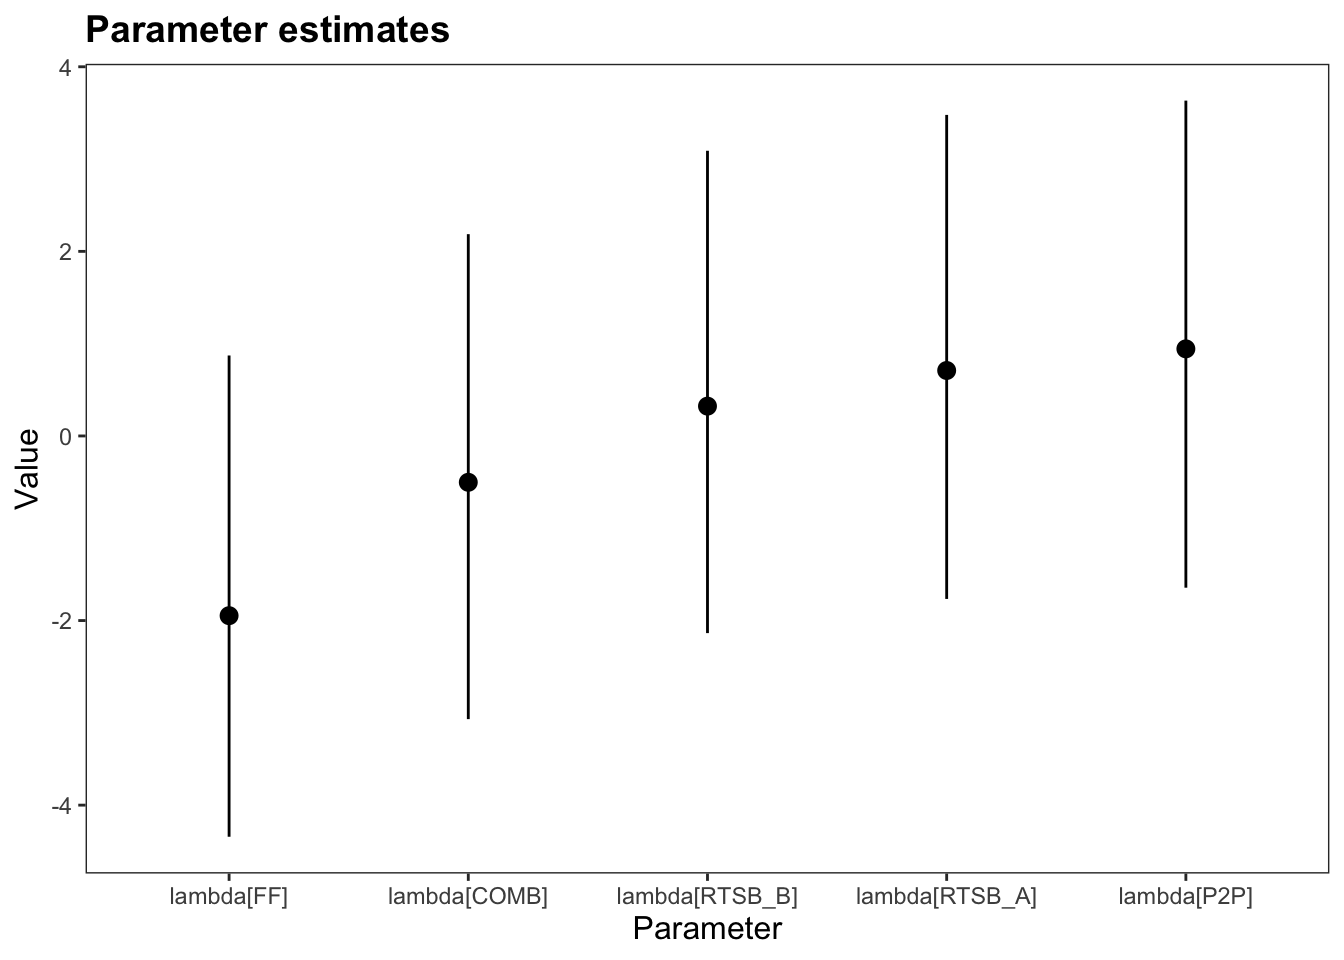 Parameter estimates
4
2
0
-2
-4
Value
lambda[FF] lambda[COMB] lambda[RTSB_B] lambda[RTSB_A] lambda[P2P]
Parameter